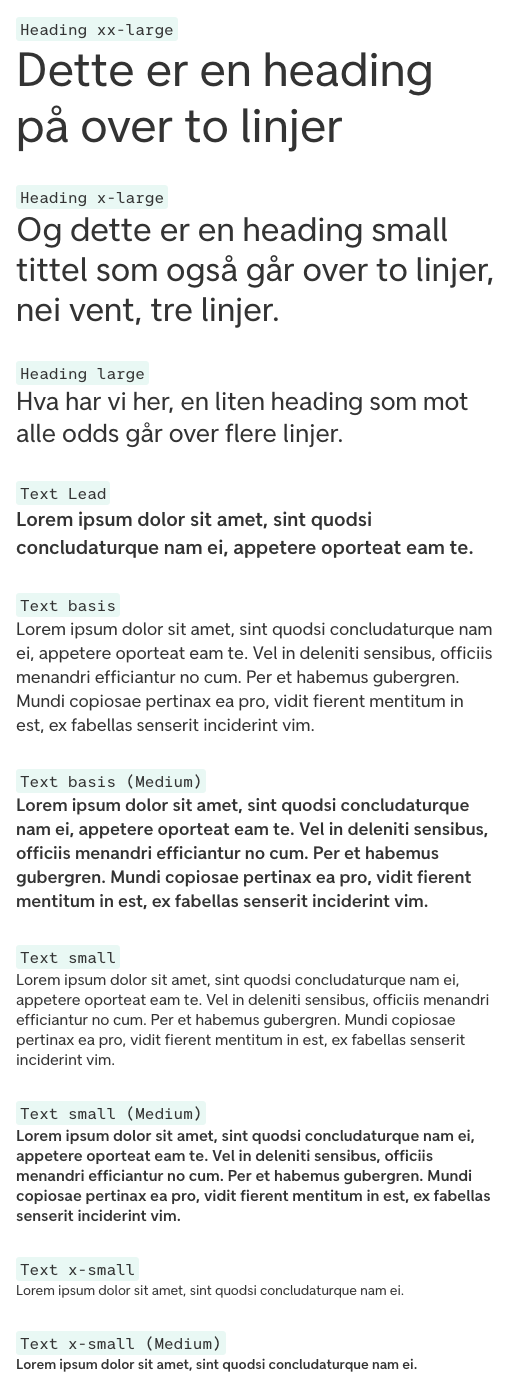 Heading xx-large
Dette er en heading
på over to linjer
Heading x-large
Og dette er en heading small
tittel som også går over to linjer,
nei vent, tre linjer.
Heading large
Hva har vi her, en liten heading som mot
alle odds går over flere linjer.
Text Lead
Lorem ipsum dolor sit amet, sint quodsi
concludaturque nam ei, appetere oporteat eam te.
Text basis
Lorem ipsum dolor sit amet, sint quodsi concludaturque nam
ei, appetere oporteat eam te. Vel in deleniti sensibus, officiis
menandri efficiantur no cum. Per et habemus gubergren.
Mundi copiosae pertinax ea pro, vidit fierent mentitum in
est, ex fabellas senserit inciderint vim.
Text basis (Medium)
Lorem ipsum dolor sit amet, sint quodsi concludaturque
nam ei, appetere oporteat eam te. Vel in deleniti sensibus,
officiis menandri efficiantur no cum. Per et habemus
gubergren. Mundi copiosae pertinax ea pro, vidit fierent
mentitum in est, ex fabellas senserit inciderint vim.
Text small
Lorem ipsum dolor sit amet, sint quodsi concludaturque nam ei,
appetere oporteat eam te. Vel in deleniti sensibus, officiis menandri
efficiantur no cum. Per et habemus gubergren. Mundi copiosae
pertinax ea pro, vidit fierent mentitum in est, ex fabellas senserit
inciderint vim.
Text small (Medium)
Lorem ipsum dolor sit amet, sint quodsi concludaturque nam ei,
appetere oporteat eam te. Vel in deleniti sensibus, officiis
menandri efficiantur no cum. Per et habemus gubergren. Mundi
copiosae pertinax ea pro, vidit fierent mentitum in est, ex fabellas
senserit inciderint vim.
Text x-small
Lorem ipsum dolor sit amet, sint quodsi concludaturque nam ei.
Text x-small (Medium)
Lorem ipsum dolor sit amet, sint quodsi concludaturque nam ei.